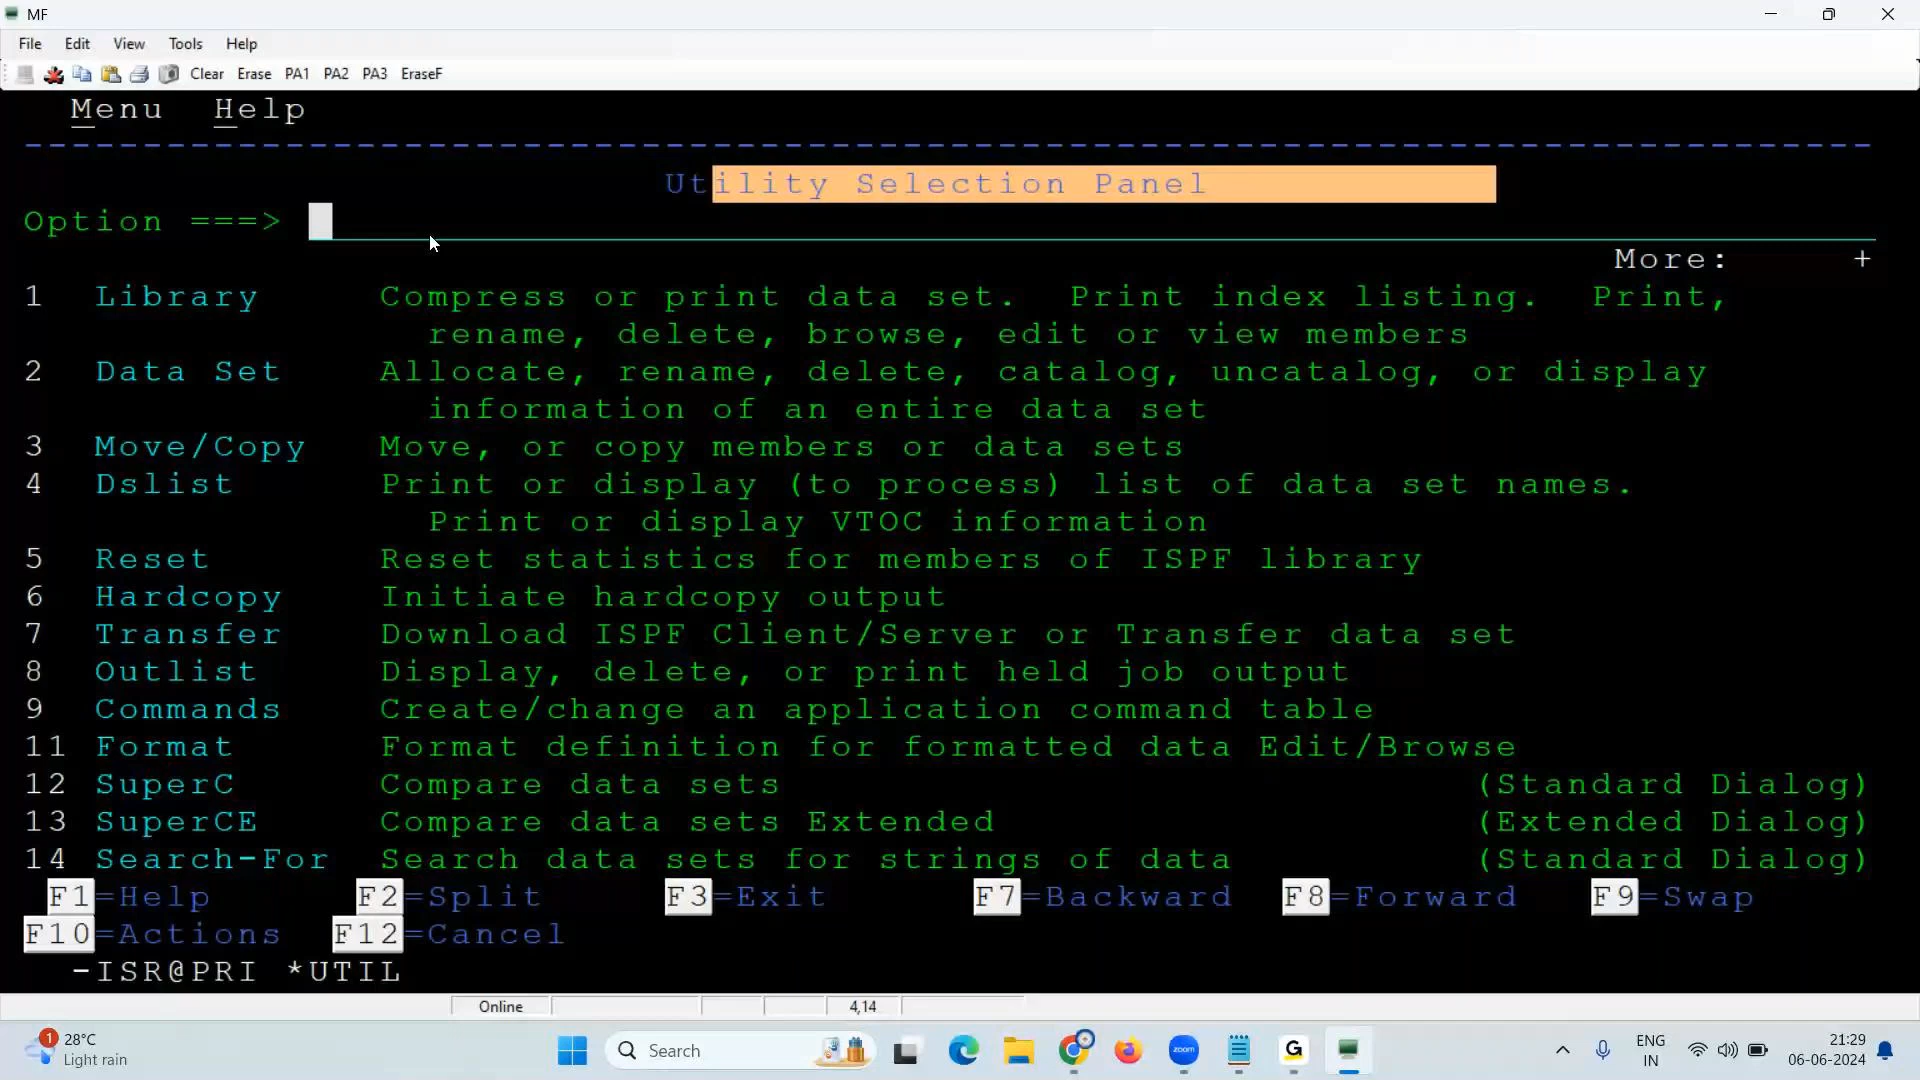 MF
File Edit View Tools Help
Clear Erase PA1 PA2 PA3 EraseF
Menu Help
--------------------------------------------------------------------------------
Utility Selection Panel
Option ===>
More: +
1 Library Compress or print data set. Print index listing. Print,
rename, delete, browse, edit or view members
2 Data Set Allocate, rename, delete, catalog, uncatalog, or display
information of an entire data set
3 Move/Copy Move, or copy members or data sets
4 Dslist Print or display (to process) list of data set names.
Print or display VTOC information
5 Reset Reset statistics for members of ISPF library
6 Hardcopy Initiate hardcopy output
7 Transfer Download ISPF Client/Server or Transfer data set
8 Outlist Display, delete, or print held job output
9 Commands Create/change an application command table
11 Format Format definition for formatted data Edit/Browse
12 SuperC Compare data sets (Standard Dialog)
13 SuperCE Compare data sets Extended (Extended Dialog)
14 Search-For Search data sets for strings of data (Standard Dialog)
F1=Help F2=Split F3=Exit F7=Backward F8=Forward F9=Swap
F10=Actions F12=Cancel
-ISR@PRI *UTIL
Online 4,14
1 28°C
Light rain
Search
zoom
G
ENG
IN
21:29
06-06-2024